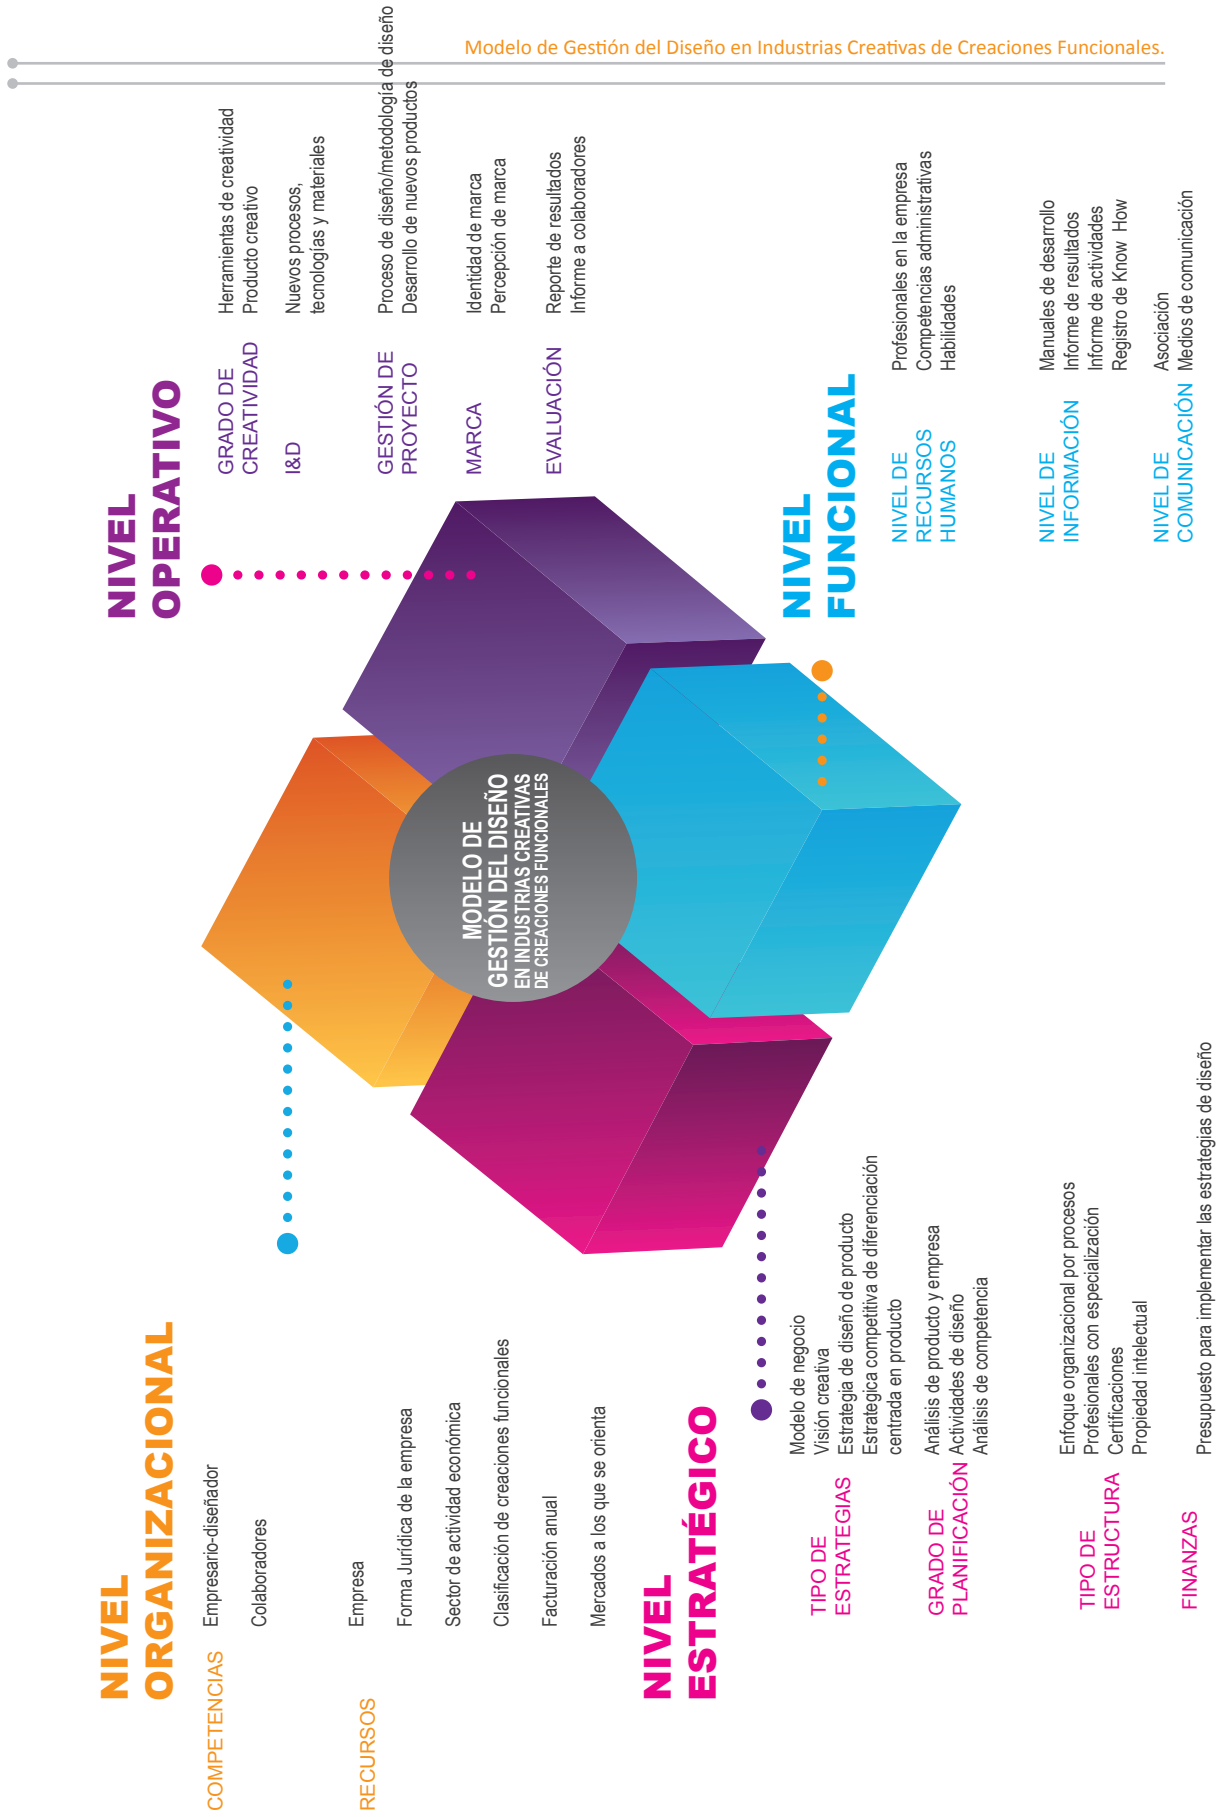 Modelo de Gestión del Diseño en Industrias Creativas de Creaciones Funcionales.
NIVEL
ORGANIZACIONAL
COMPETENCIAS
Empresario-diseñador
Colaboradores
RECURSOS
Empresa
Forma Jurídica de la empresa
Sector de actividad económica
Clasificación de creaciones funcionales
Facturación anual
Mercados a los que se orienta
NIVEL
OPERATIVO
GRADO DE
CREATIVIDAD
Herramientas de creatividad
Producto creativo
I&D
Nuevos procesos,
tecnologías y materiales
GESTIÓN DE
PROYECTO
Proceso de diseño/metodología de diseño
Desarrollo de nuevos productos
MARCA
Identidad de marca
Percepción de marca
EVALUACIÓN
Reporte de resultados
Informe a colaboradores
MODELO DE
GESTIÓN DEL DISEÑO
EN INDUSTRIAS CREATIVAS
DE CREACIONES FUNCIONALES
NIVEL
ESTRATÉGICO
TIPO DE
ESTRATEGIAS
Modelo de negocio
Visión creativa
Estrategia de diseño de producto
Estrategica competitiva de diferenciación
centrada en producto
GRADO DE
PLANIFICACIÓN
Análisis de producto y empresa
Actividades de diseño
Análisis de competencia
TIPO DE
ESTRUCTURA
Enfoque organizacional por procesos
Profesionales con especialización
Certificaciones
Propiedad intelectual
FINANZAS
Presupuesto para implementar las estrategias de diseño
NIVEL
FUNCIONAL
NIVEL DE
RECURSOS
HUMANOS
Profesionales en la empresa
Competencias administrativas
Habilidades
NIVEL DE
INFORMACIÓN
Manuales de desarrollo
Informe de resultados
Informe de actividades
Registro de Know How
NIVEL DE
COMUNICACIÓN
Asociación
Medios de comunicación